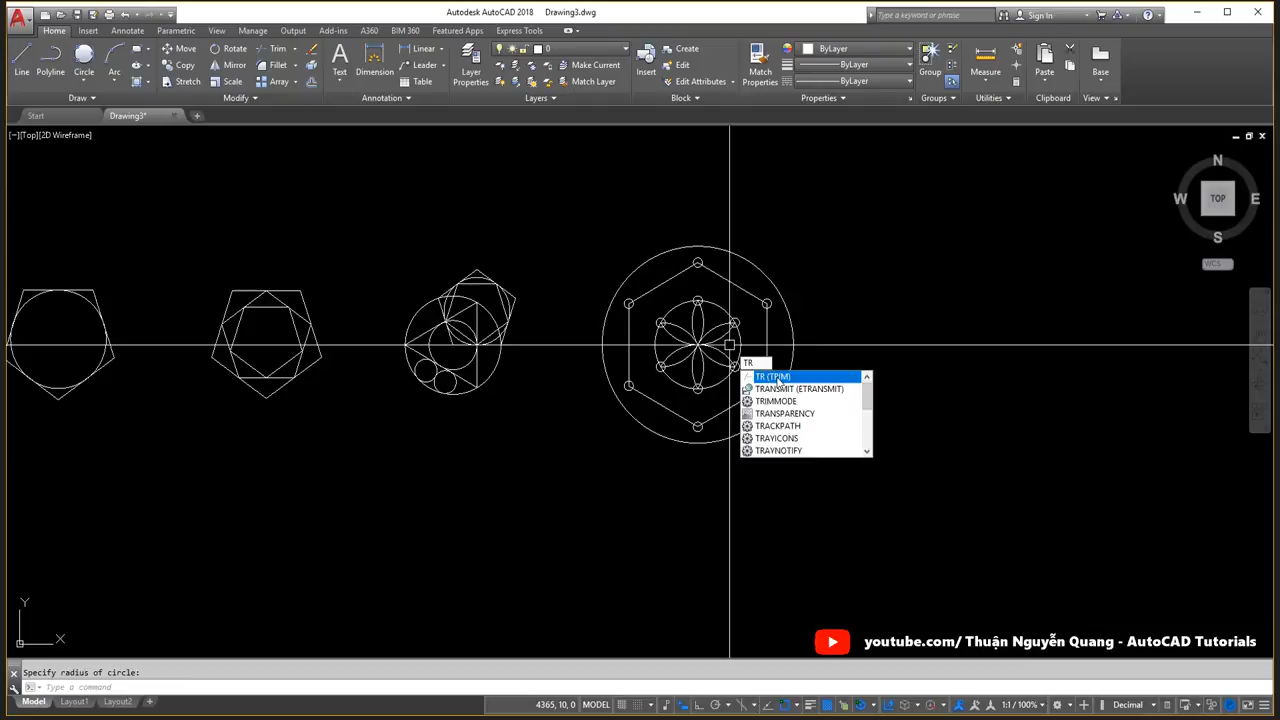 Autodesk AutoCAD 2018 Drawing3.dwg
Type a keyword or phrase
Sign In
Home Insert Annotate Parametric View Manage Output Add-ins A360 BIM 360 Featured Apps Express Tools
Line Polyline Circle Arc
Move Rotate Trim
Copy Mirror Fillet
Stretch Scale Array
Text Dimension
Linear
Leader
Table
Layer Properties
0
Make Current
Match Layer
Insert
Create
Edit
Edit Attributes
Match Properties
ByLayer
ByLayer
ByLayer
Group
Measure
Paste
Base
Draw Modify Annotation Layers Block Properties Groups Utilities Clipboard View
Start Drawing3*
[−][Top][2D Wireframe]
N
W TOP E
S
WCS
TR
TR (TRIM)
TRANSMIT (ETRANSMIT)
TRIMMODE
TRANSPARENCY
TRACKPATH
TRAYICONS
TRAYNOTIFY
Y
X
youtube.com/ Thuận Nguyễn Quang - AutoCAD Tutorials
Specify radius of circle:
Type a command
Model Layout1 Layout2 +
4365, 10, 0 MODEL
1:1 / 100%
Decimal